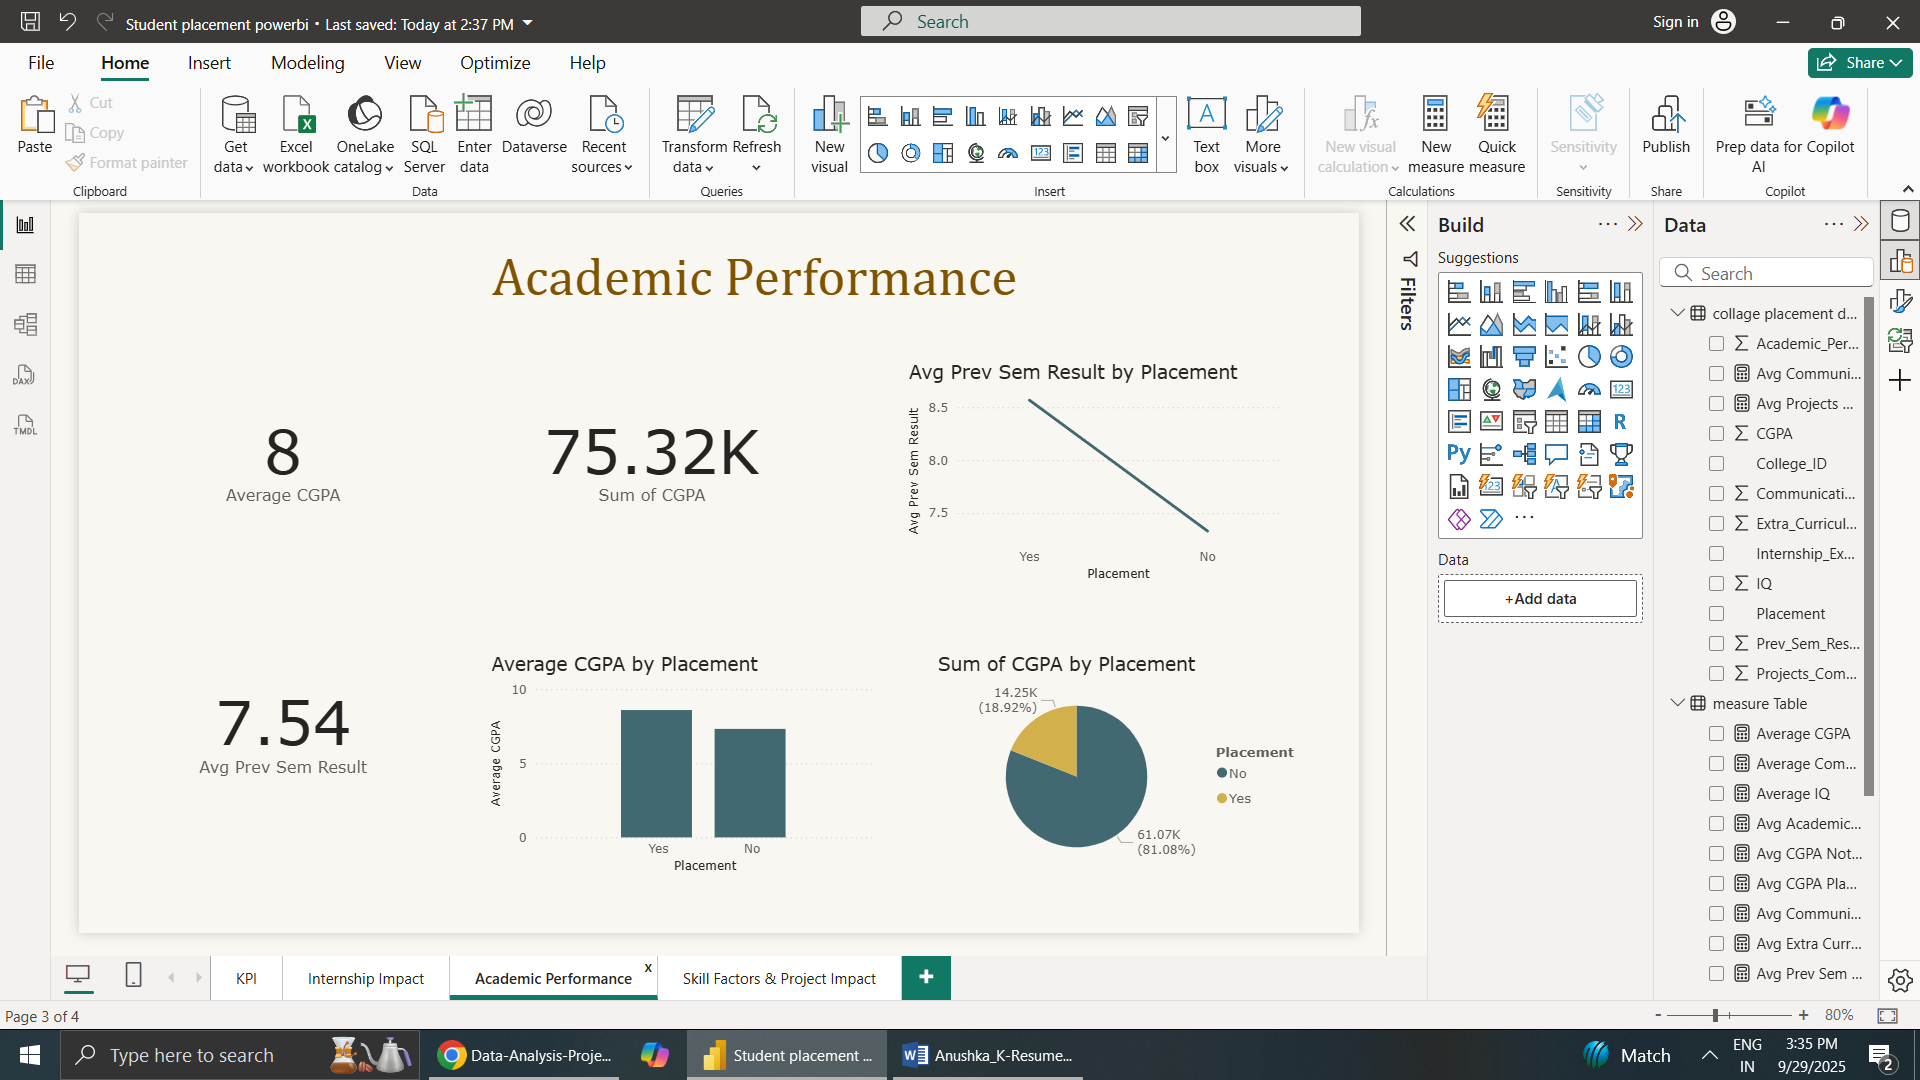 Student placement powerbi • Last saved: Today at 2:37 PM
Search
Sign in
File
Home
Insert
Modeling
View
Optimize
Help
Share
Paste
Cut
Copy
Format painter
Clipboard
Get data
Excel workbook
OneLake catalog
SQL Server
Enter data
Dataverse
Recent sources
Data
Transform data
Refresh
Queries
New visual
Text box
More visuals
Insert
New visual calculation
New measure
Quick measure
Calculations
Sensitivity
Sensitivity
Publish
Share
Prep data for AI
Copilot
Copilot
Academic Performance
8
Average CGPA
75.32K
Sum of CGPA
Avg Prev Sem Result by Placement
Avg Prev Sem Result
8.5
8.0
7.5
Yes
No
Placement
7.54
Avg Prev Sem Result
Average CGPA by Placement
Average CGPA
10
5
0
Yes
No
Placement
Sum of CGPA by Placement
14.25K
(18.92%)
61.07K
(81.08%)
Placement
No
Yes
Filters
Build
Suggestions
Data
+Add data
Data
Search
collage placement d...
Academic_Per...
Avg Communi...
Avg Projects ...
CGPA
College_ID
Communicati...
Extra_Curricul...
Internship_Ex...
IQ
Placement
Prev_Sem_Res...
Projects_Com...
measure Table
Average CGPA
Average Com...
Average IQ
Avg Academic...
Avg CGPA Not...
Avg CGPA Pla...
Avg Communi...
Avg Extra Curr...
Avg Prev Sem ...
DAX
TMDL
KPI
Internship Impact
Academic Performance
x
Skill Factors & Project Impact
+
Page 3 of 4
- + 80%
Type here to search
Data-Analysis-Proje...
Student placement ...
Anushka_K-Resume...
Match
ENG
IN
3:35 PM
9/29/2025
2